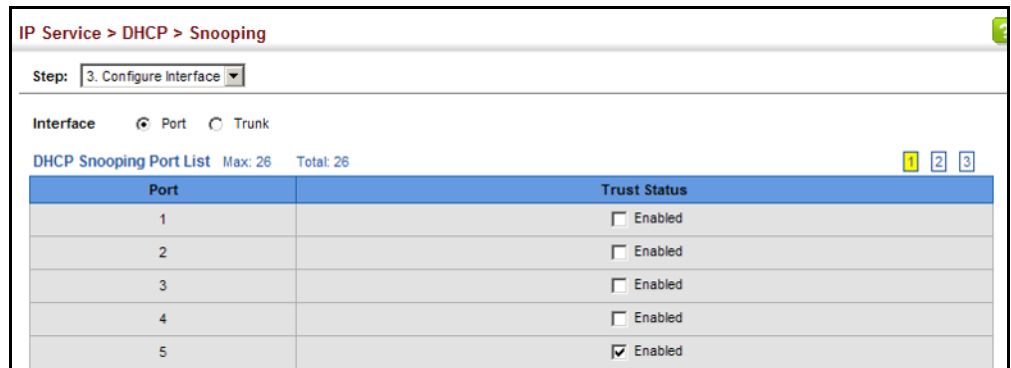 IP Service > DHCP > Snooping
?
Step: 3. Configure Interface
Interface Port Trunk
DHCP Snooping Port List Max: 26 Total: 26 1 2 3
Port Trust Status
1 Enabled
2 Enabled
3 Enabled
4 Enabled
5 Enabled